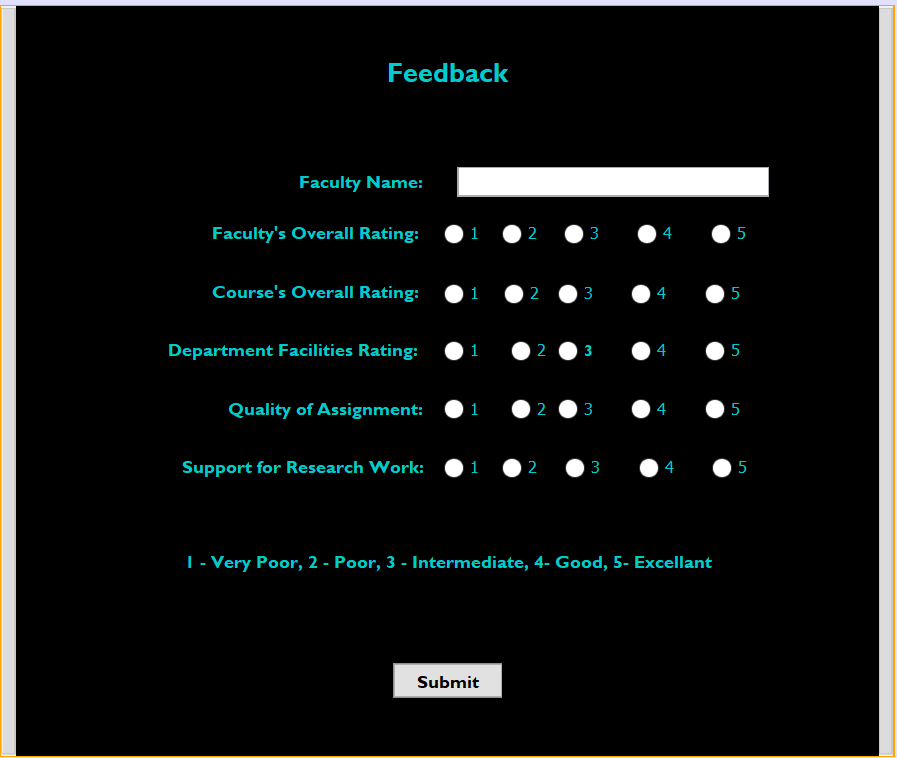 Feedback
Faculty Name:
Faculty's Overall Rating: 1 2 3 4 5
Course's Overall Rating: 1 2 3 4 5
Department Facilities Rating: 1 2 3 4 5
Quality of Assignment: 1 2 3 4 5
Support for Research Work: 1 2 3 4 5
1 - Very Poor, 2 - Poor, 3 - Intermediate, 4- Good, 5- Excellant
Submit